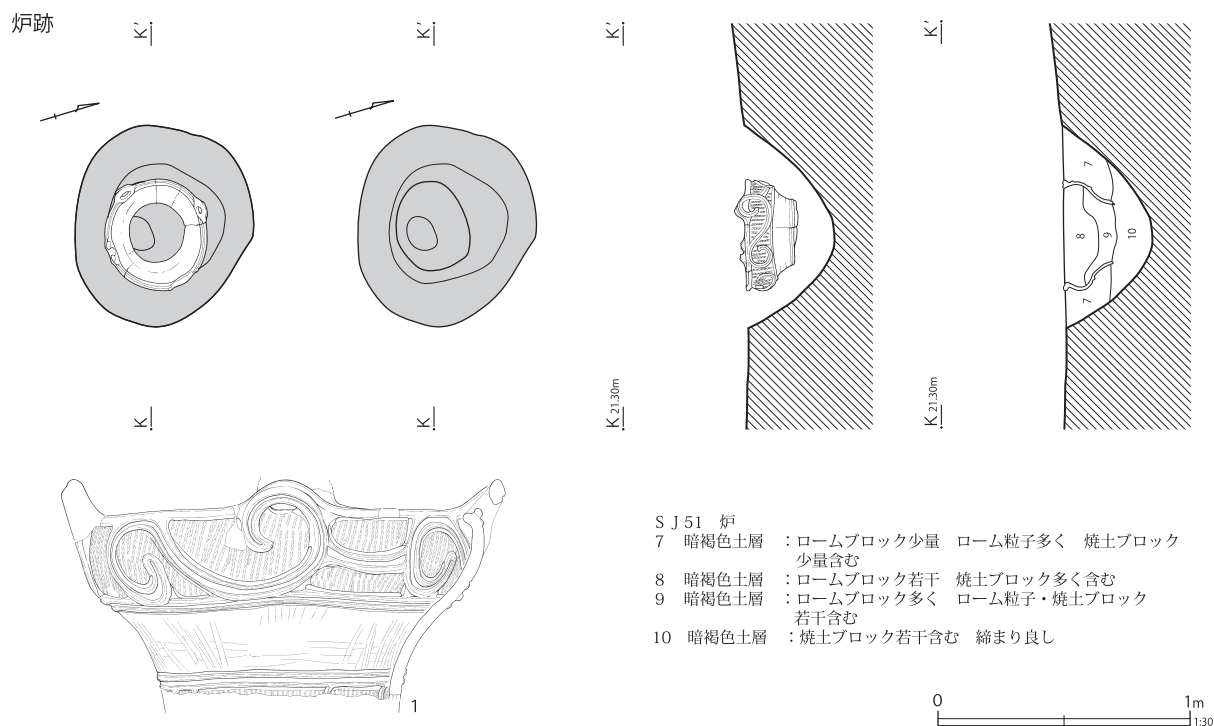 炉跡
K′
K′
K′
K′
K
K
K 21.30m
K 21.30m
7
8
9
10
7
1
ＳＪ51　炉
7　暗褐色土層　：ロームブロック少量　ローム粒子多く　焼土ブロック
少量含む
8　暗褐色土層　：ロームブロック若干　焼土ブロック多く含む
9　暗褐色土層　：ロームブロック多く　ローム粒子・焼土ブロック
若干含む
10　暗褐色土層　：焼土ブロック若干含む　締まり良し
0　1m
1:30